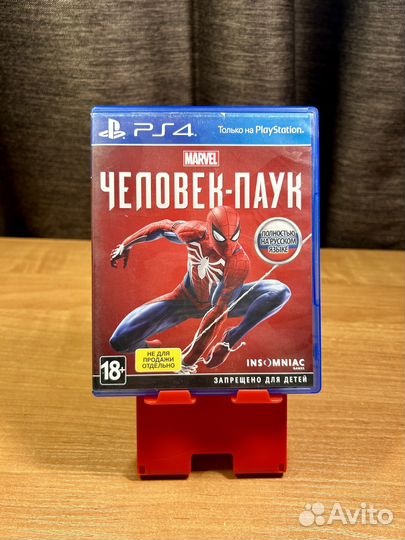 PS4
Только на PlayStation.
MARVEL
ЧЕЛОВЕК-ПАУК
ПОЛНОСТЬЮ
НА РУССКОМ
ЯЗЫКЕ
НЕ ДЛЯ
ПРОДАЖИ
ОТДЕЛЬНО
18+
INSOMNIAC
GAMES
ЗАПРЕЩЕНО ДЛЯ ДЕТЕЙ
Avito